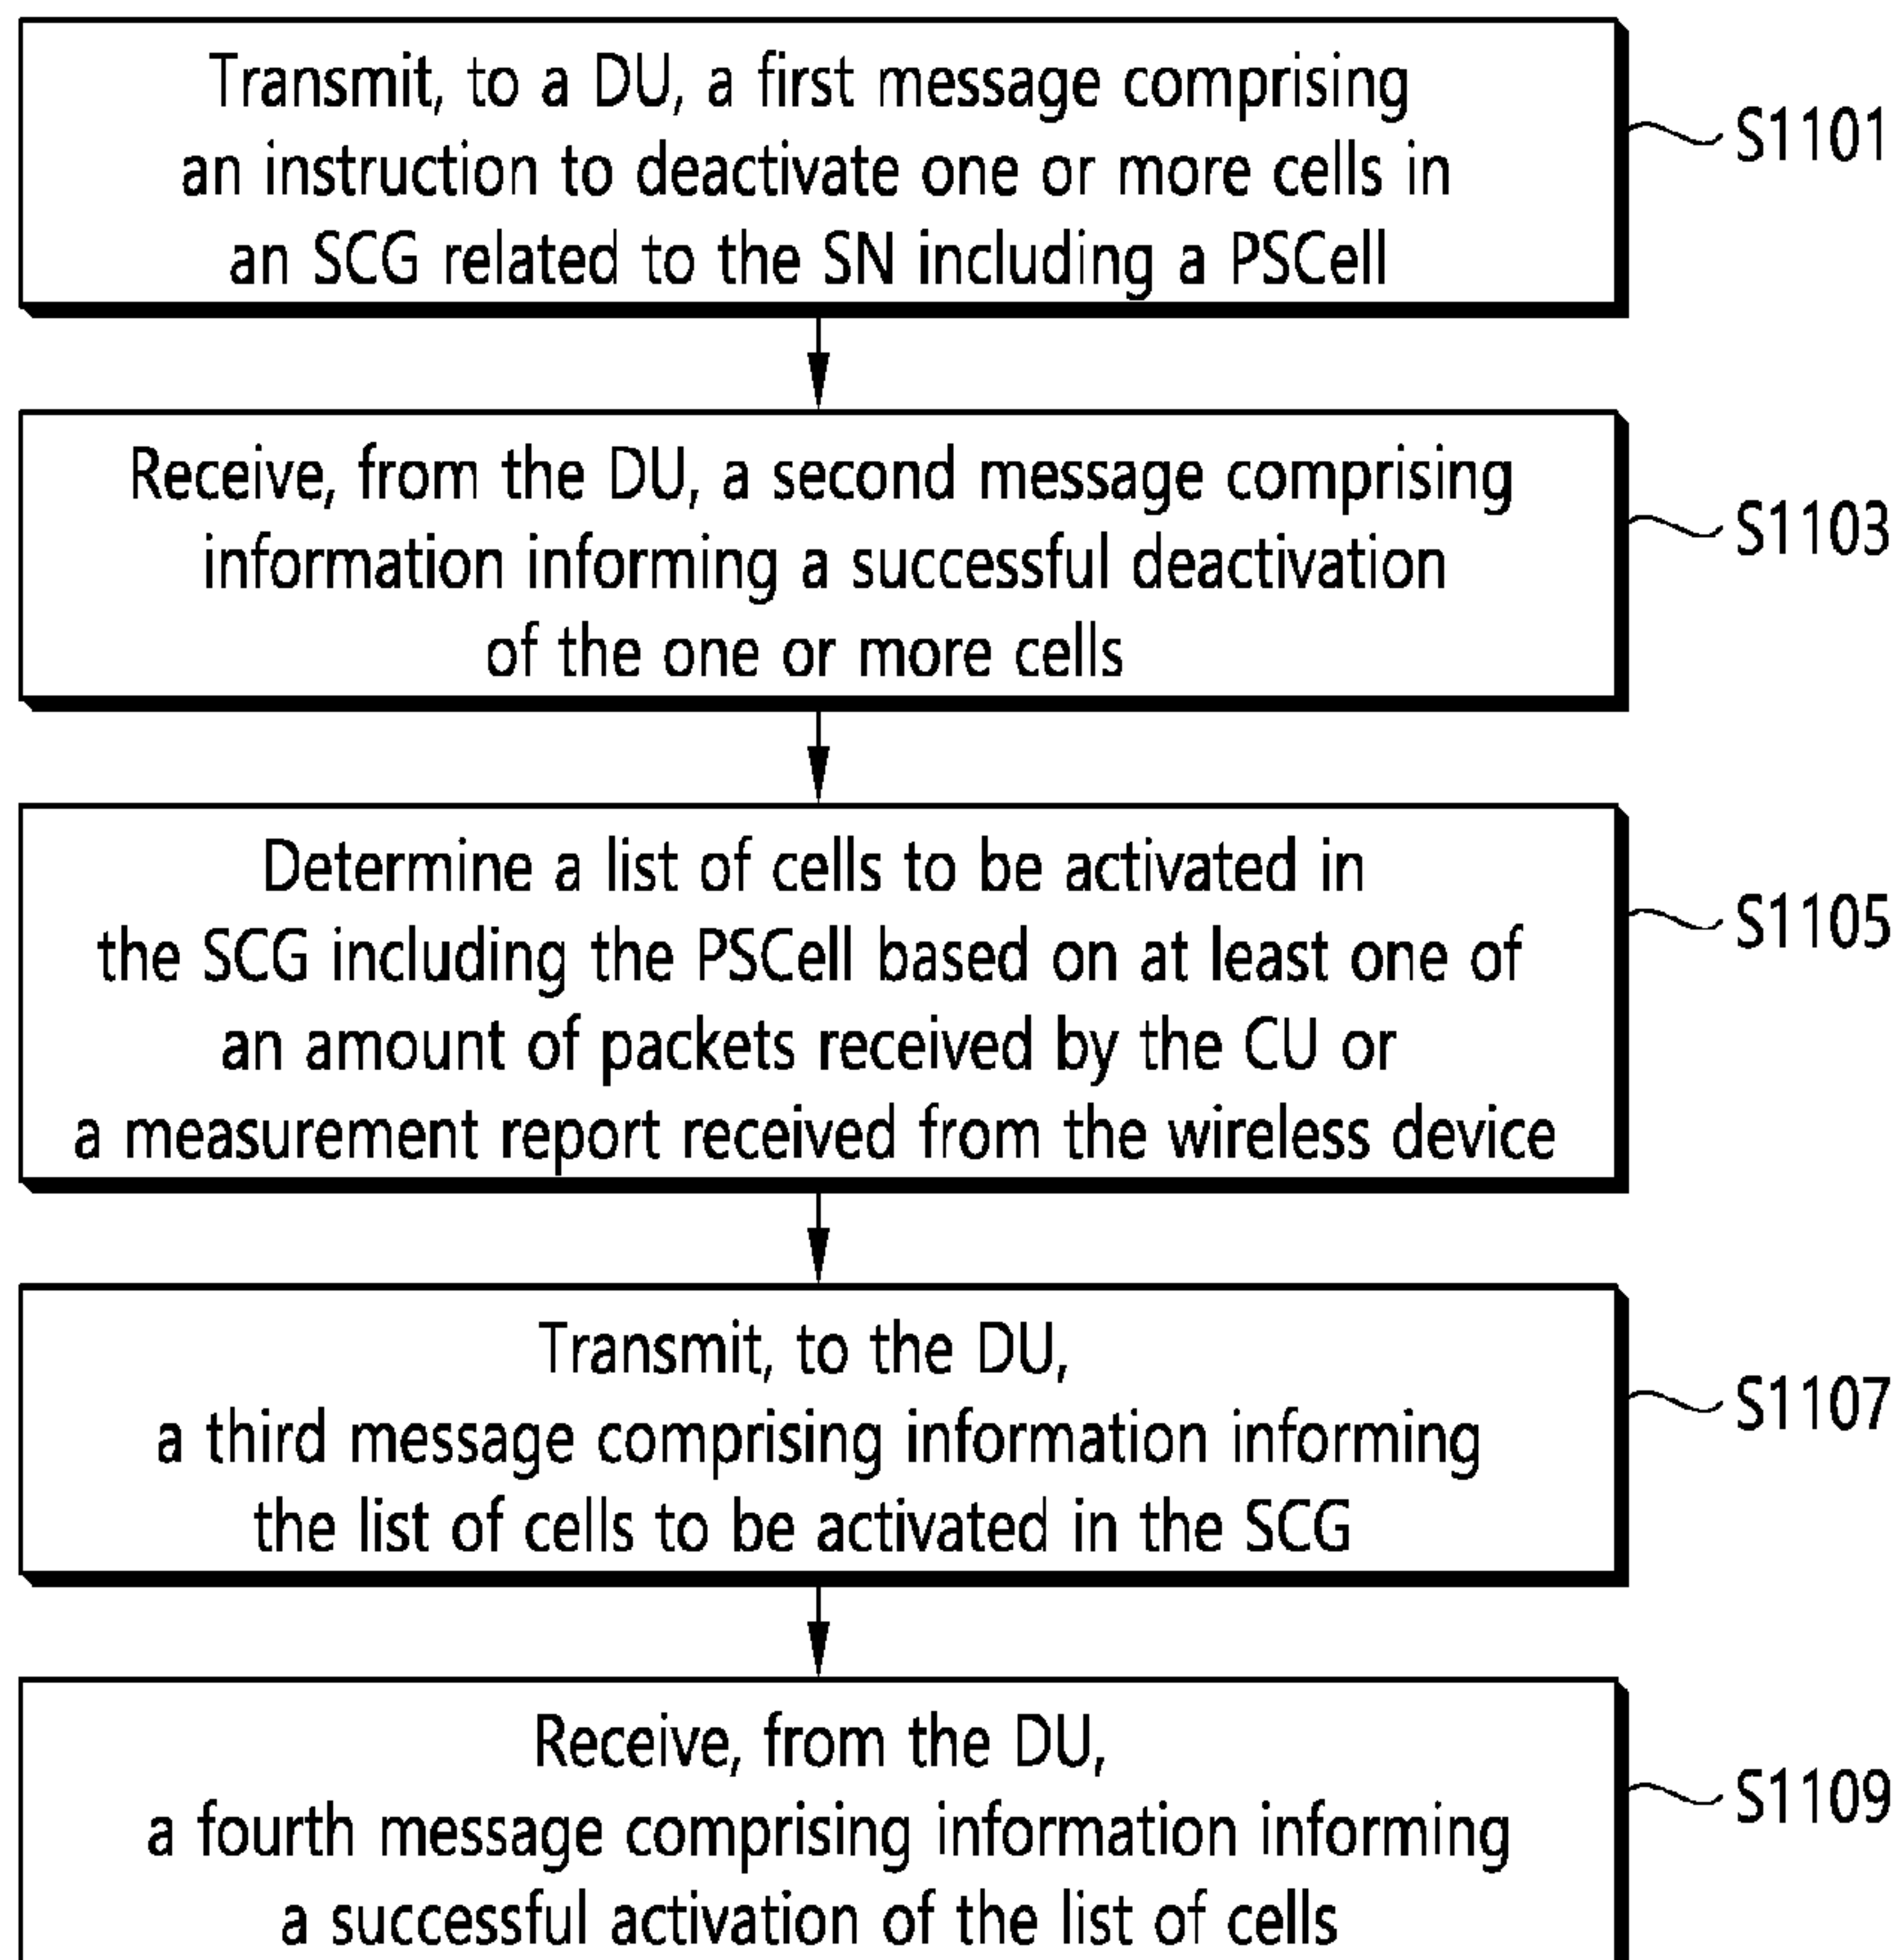 Transmit, to a DU, a first message comprising
an instruction to deactivate one or more cells in
an SCG related to the SN including a PSCell
S1101
Receive, from the DU, a second message comprising
information informing a successful deactivation
of the one or more cells
S1103
Determine a list of cells to be activated in
the SCG including the PSCell based on at least one of
an amount of packets received by the CU or
a measurement report received from the wireless device
S1105
Transmit, to the DU,
a third message comprising information informing
the list of cells to be activated in the SCG
S1107
Receive, from the DU,
a fourth message comprising information informing
a successful activation of the list of cells
S1109